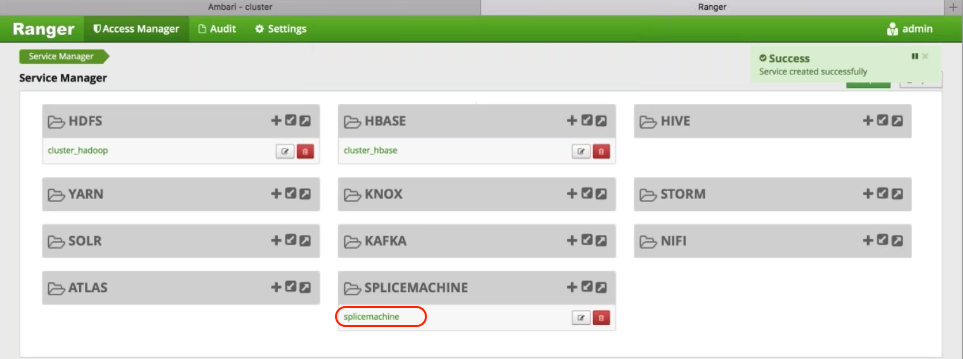 Ambari - cluster
Ranger
Ranger Access Manager Audit Settings admin
Service Manager
Success
Service created successfully
Service Manager
HDFS HBASE HIVE
cluster_hadoop cluster_hbase
YARN KNOX STORM
SOLR KAFKA NIFI
ATLAS SPLICEMACHINE
splicemachine